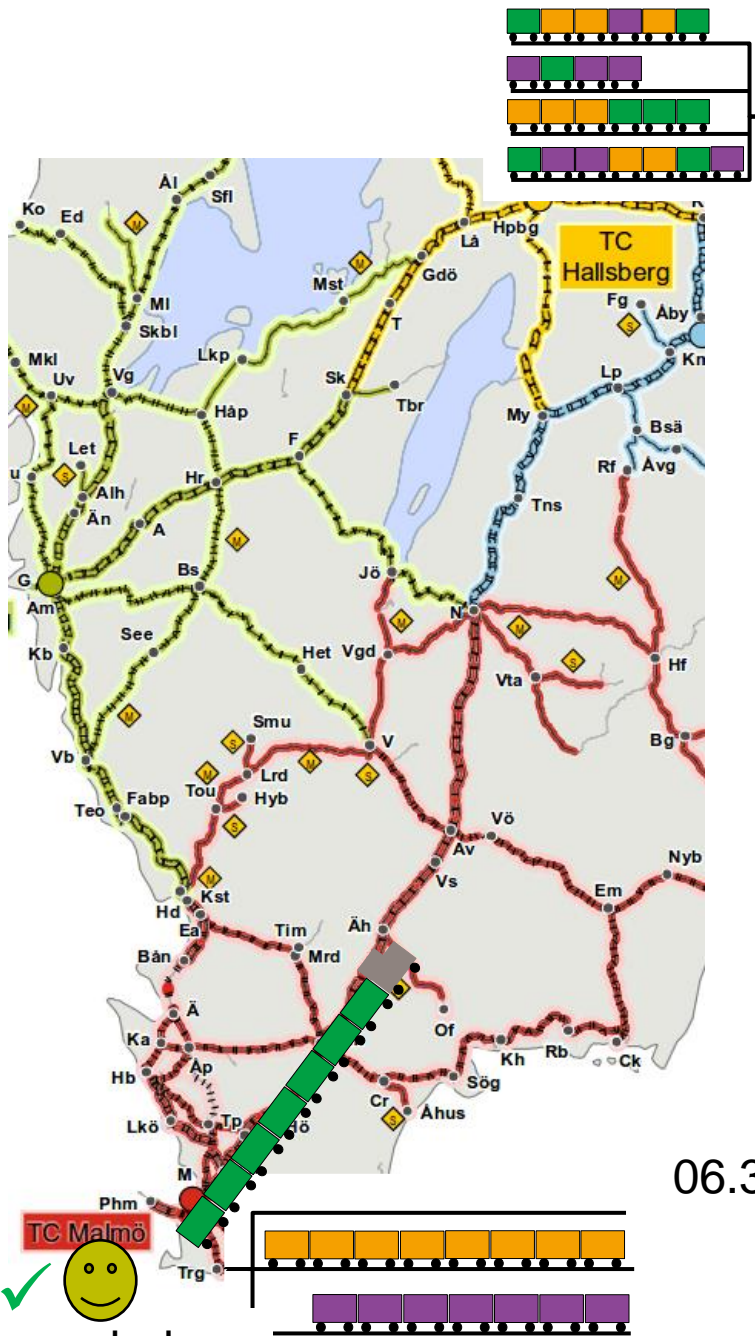 Ål
Sfl
Ko
Ed
M
Lå
Hpbg
TC
Hallsberg
Gdö
M
Mst
Fg
Åby
Ml
T
S
Skbl
Km
Lkp
Mkl
Vg
Sk
Lp
Uv
Tbr
M
Håp
My
Bsä
Let
F
S
Hr
Rf
Åvg
Alh
Än
A
Tns
M
G
Bs
Jö
M
Am
N
M
See
M
Kb
Het
Vgd
S
Hf
Vta
M
Smu
Bg
S
V
Vb
M
Lrd
M
S
Tou
Hyb
Teo
Fabp
S
Vö
Av
Nyb
Vs
M
Em
Kst
Hd
Äh
Ea
Tim
Bån
Mrd
Of
Ä
Ka
Kh
Rb
Ck
Åp
Hb
Sög
Cr
Åhus
S
Lkö
Tp
Hö
M
06.3
Phm
TC Malmö
Trg